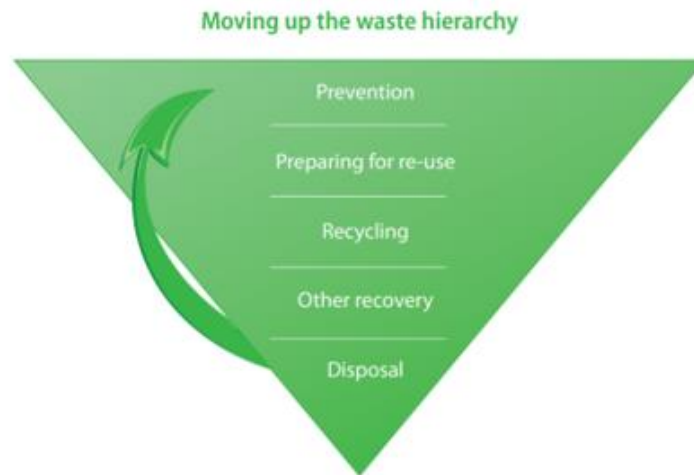 Moving up the waste hierarchy
Prevention
Preparing for re-use
Recycling
Other recovery
Disposal